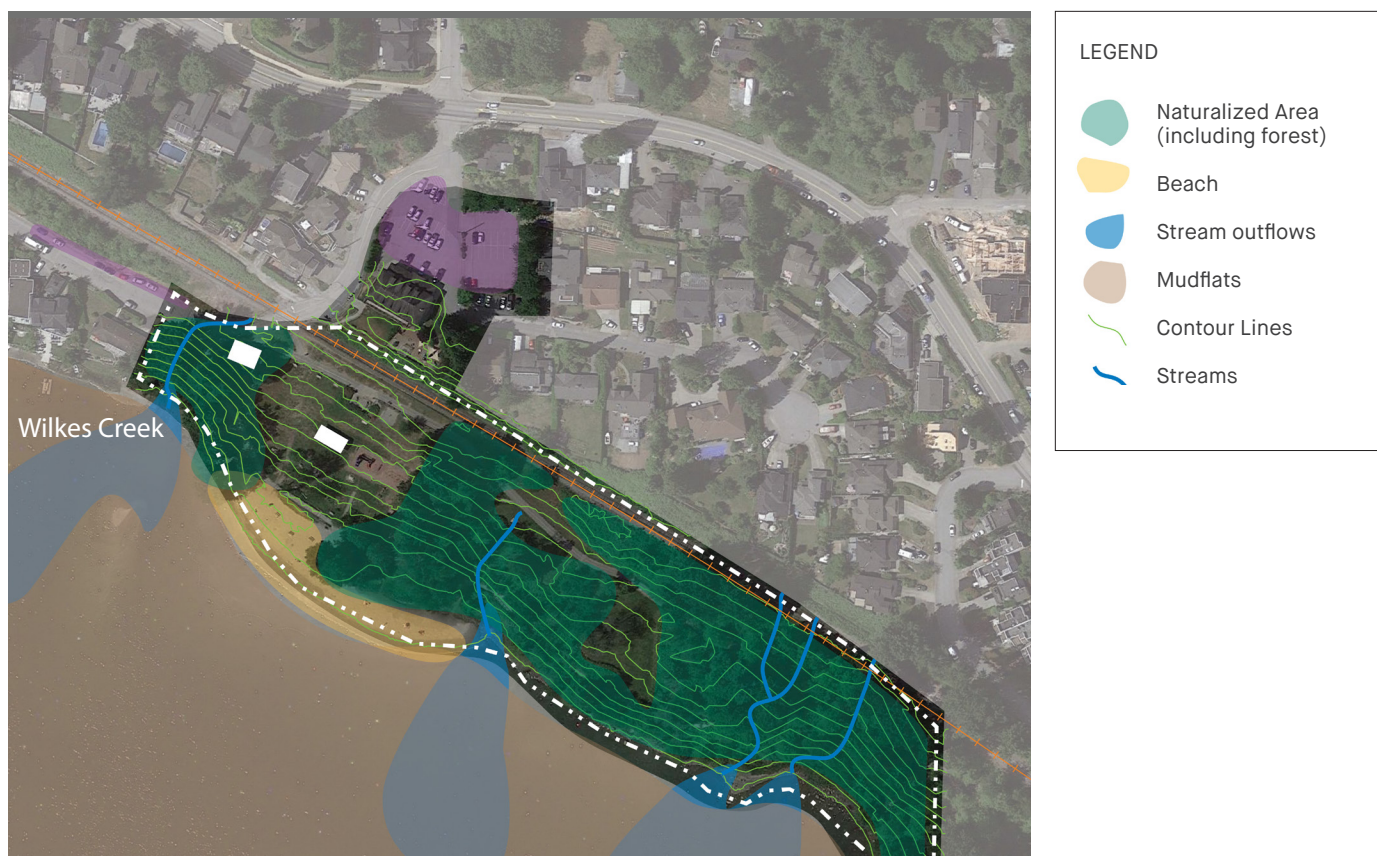 Wilkes Creek
LEGEND
Naturalized Area
(including forest)
Beach
Stream outflows
Mudflats
Contour Lines
Streams